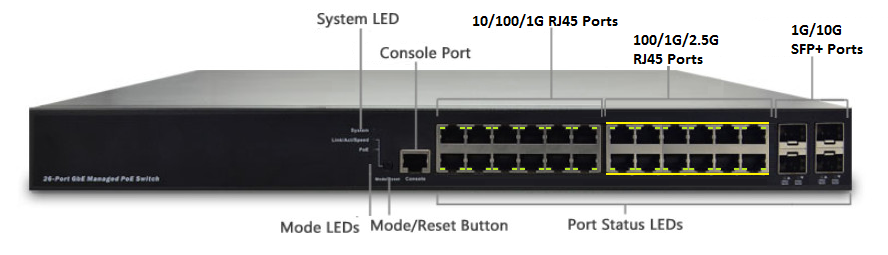 System LED
10/100/1G RJ45 Ports
1G/10G
SFP+ Ports
100/1G/2.5G
RJ45 Ports
Console Port
System
Link/Act/Speed
PoE
Mode/Reset
Console
26-Port GbE Managed PoE Switch
Mode LEDs
Mode/Reset Button
Port Status LEDs